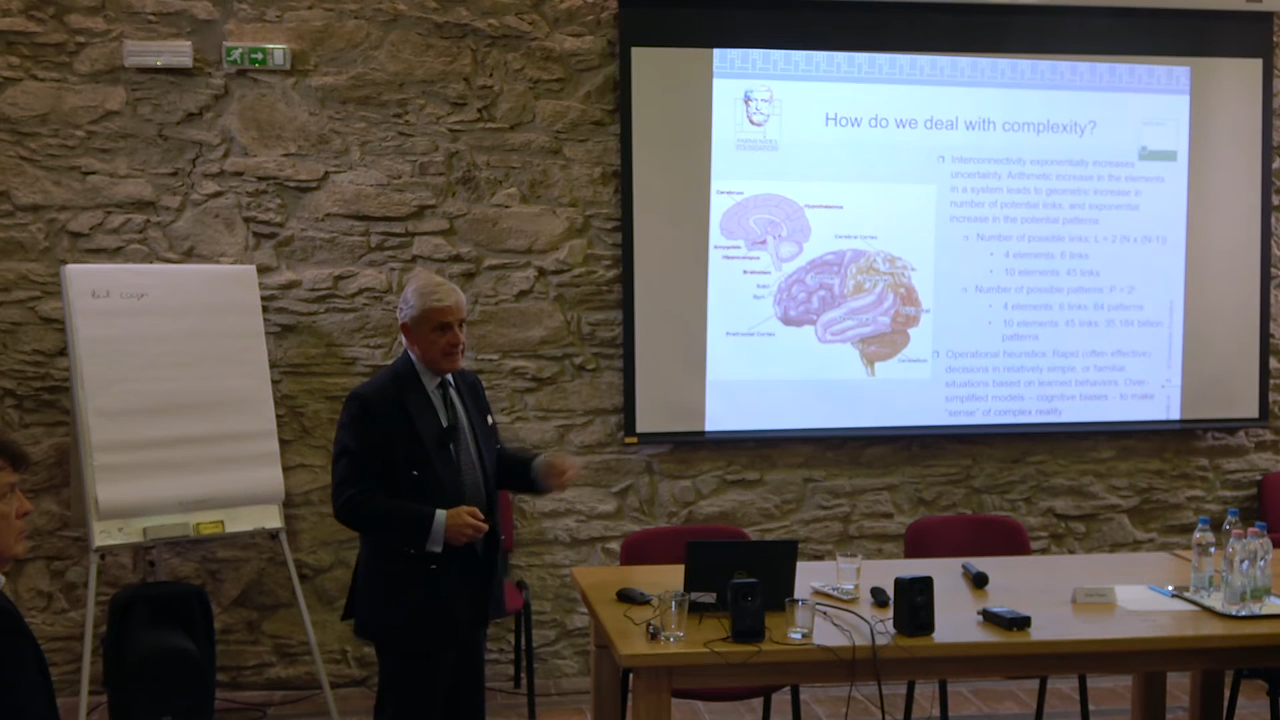 How do we deal with complexity?
PARMENIDES
FOUNDATION
Interconnectivity exponentially increases
uncertainty. Arithmetic increase in the elements
in a system leads to geometric increase in
number of potential links, and exponential
increase in the potential patterns
Number of possible links: L = 2 (N x (N-1))
4 elements: 6 links
10 elements: 45 links
Number of possible patterns: P = 2
4 elements: 6 links: 64 patterns
10 elements: 45 links: 35,184 billion
patterns
Operational heuristics: Rapid (often effective)
decisions in relatively simple, or familiar,
situations based on learned behaviors. Over-
simplified models – cognitive biases – to make
"sense" of complex reality
Cerebrum
Hypothalamus
Amygdala
Hippocampus
Brainstem
Cerebral Cortex
Prefrontal Cortex
Cerebellum